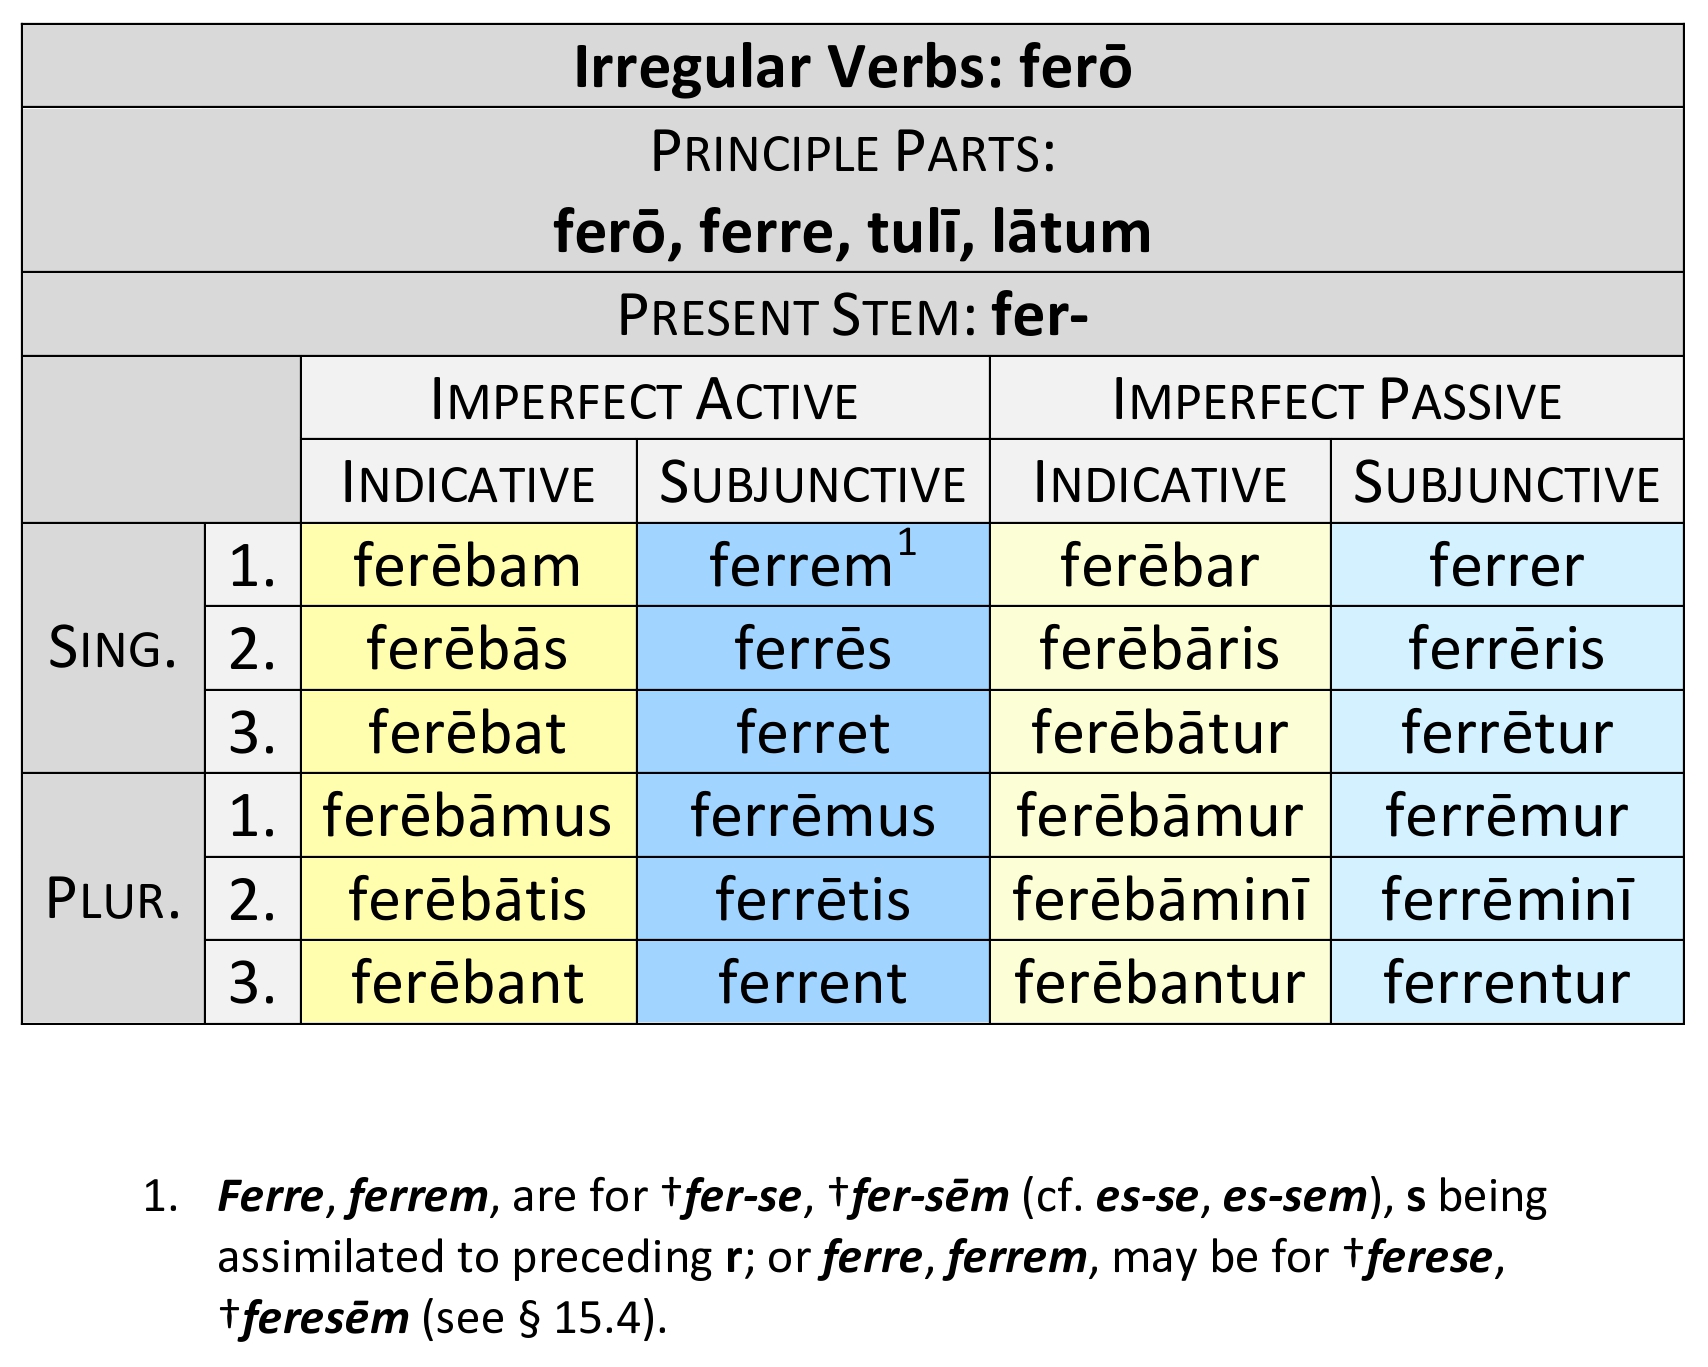 Irregular Verbs: ferō
PRINCIPLE PARTS:
ferō, ferre, tulī, lātum
PRESENT STEM: fer-
IMPERFECT ACTIVE IMPERFECT PASSIVE
INDICATIVE SUBJUNCTIVE INDICATIVE SUBJUNCTIVE
SING.
1. ferēbam ferrem1 ferēbar ferrer
2. ferēbās ferrēs ferēbāris ferrēris
3. ferēbat ferret ferēbātur ferrētur
PLUR.
1. ferēbāmus ferrēmus ferēbāmur ferrēmur
2. ferēbātis ferrētis ferēbāminī ferrēminī
3. ferēbant ferrent ferēbantur ferrentur
1. Ferre, ferrem, are for †fer-se, †fer-sēm (cf. es-se, es-sem), s being
assimilated to preceding r; or ferre, ferrem, may be for †ferese,
†feresēm (see § 15.4).